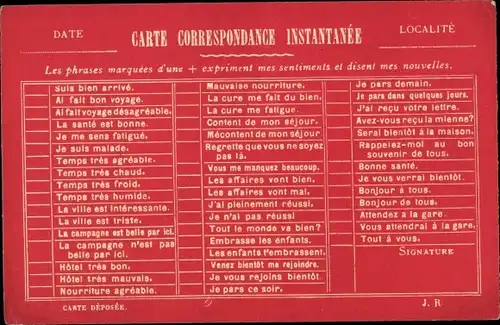 DATE
CARTE CORRESPONDANCE INSTANTANÉE
LOCALITÉ
Les phrases marquées d'une + expriment mes sentiments et disent mes nouvelles.
Suis bien arrivé.
Ai fait bon voyage.
Ai fait voyage désagréable.
La santé est bonne.
Je me sens fatigué.
Je suis malade.
Temps très agréable.
Temps très chaud.
Temps très froid.
Temps très humide.
La ville est intéressante.
La ville est triste.
La campagne est belle par ici.
La campagne n'est pas
belle par ici.
Hôtel très bon.
Hôtel très mauvais.
Nourriture agréable.
Mauvaise nourriture.
La cure me fait du bien.
La cure me fatigue.
Content de mon séjour.
Mécontent de mon séjour
Regrette que vous ne soyez
pas là.
Vous me manquez beaucoup.
Les affaires vont bien.
Les affaires vont mal.
J'ai pleinement réussi
Je n'ai pas réussi
Tout le monde va bien?
Embrasse les enfants.
Les enfants t'embrassent.
Venez bientôt me rejoindre.
Je vous rejoins bientôt.
Je pars ce soir.
Je pars demain.
Je pars dans quelques jours.
J'ai reçu votre lettre.
Avez-vous reçu la mienne?
Serai bientôt à la maison.
Rappelez-moi au bon
souvenir de tous.
Bonne santé.
Je vous verrai bientôt.
Bonjour à tous.
Bonjour de tous.
Attendez à la gare.
Vous attendrai à la gare.
Tout à vous.
SIGNATURE
CARTE DÉPOSÉE.
J. R